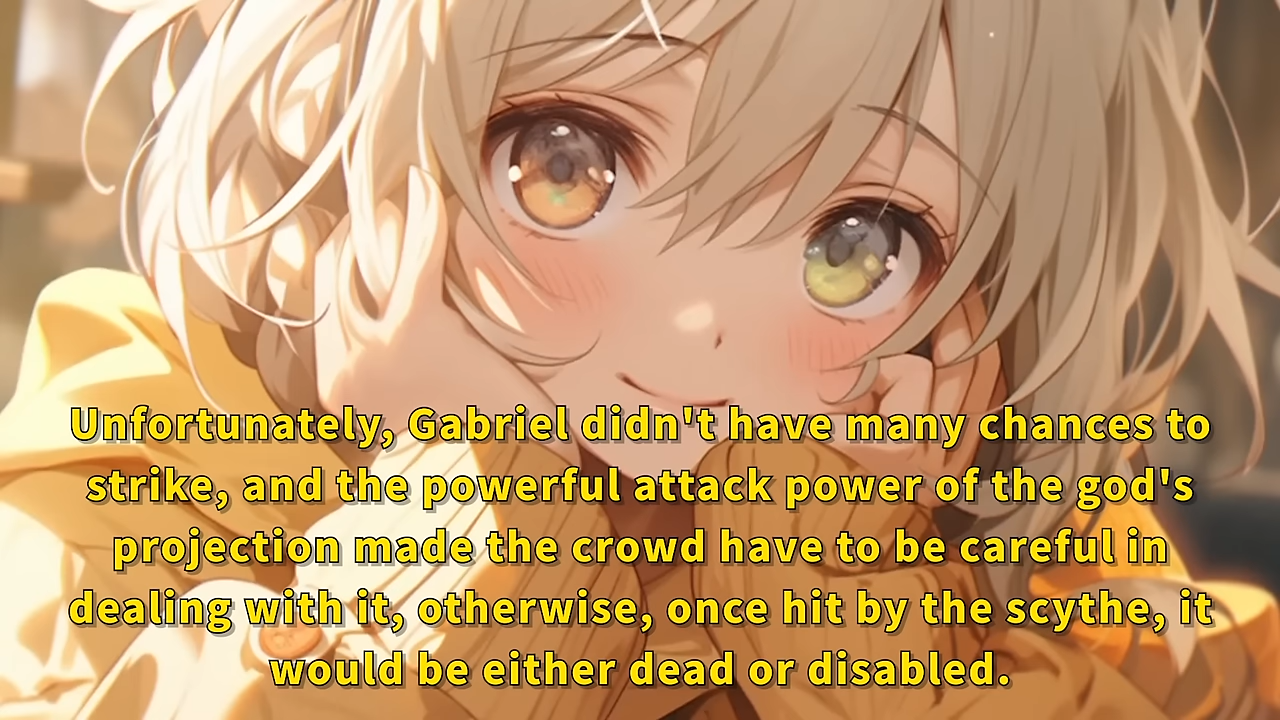 Unfortunately, Gabriel didn't have many chances to
strike, and the powerful attack power of the god's
projection made the crowd have to be careful in
dealing with it, otherwise, once hit by the scythe, it
would be either dead or disabled.